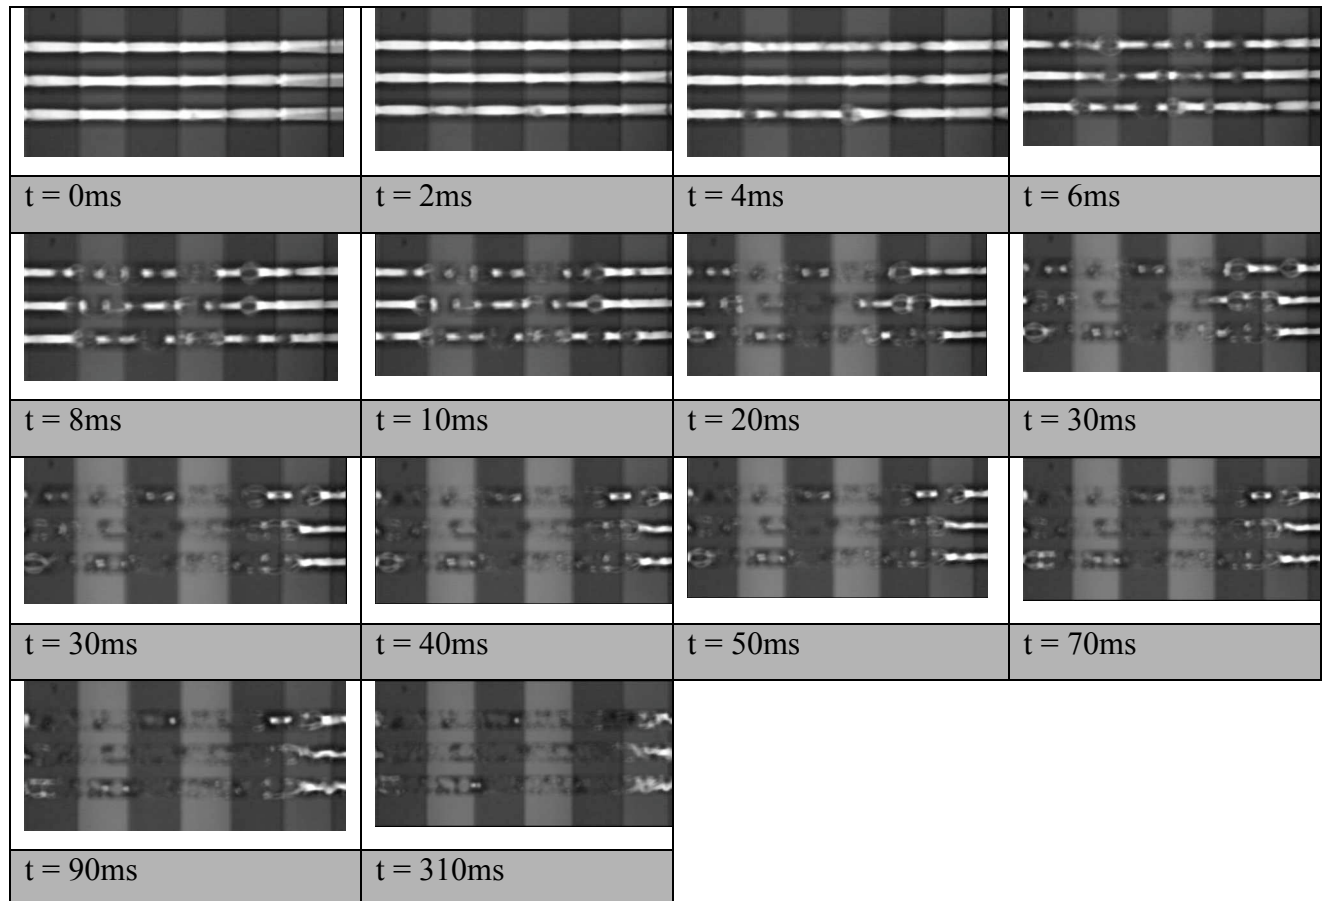 t = 0ms
t = 2ms
t = 4ms
t = 6ms
t = 8ms
t = 10ms
t = 20ms
t = 30ms
t = 30ms
t = 40ms
t = 50ms
t = 70ms
t = 90ms
t = 310ms